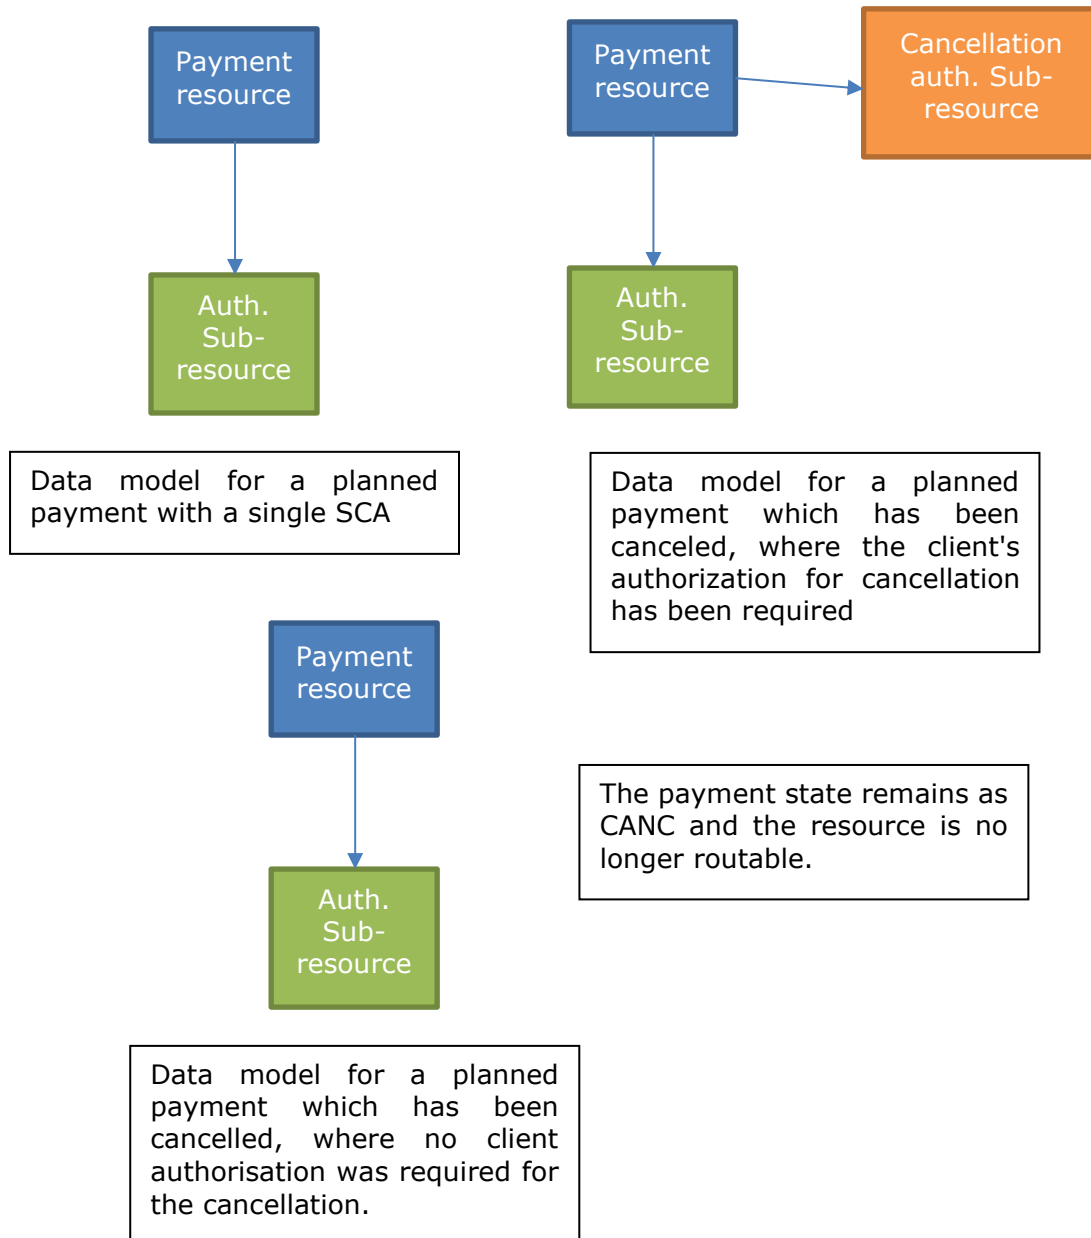 Payment
resource
Auth.
Sub-
resource
Data model for a planned
payment with a single SCA
Payment
resource
Cancellation
auth. Sub-
resource
Auth.
Sub-
resource
Data model for a planned
payment which has been
canceled, where the client's
authorization for cancellation
has been required
Payment
resource
Auth.
Sub-
resource
The payment state remains as
CANC and the resource is no
longer routable.
Data model for a planned
payment which has been
cancelled, where no client
authorisation was required for
the cancellation.